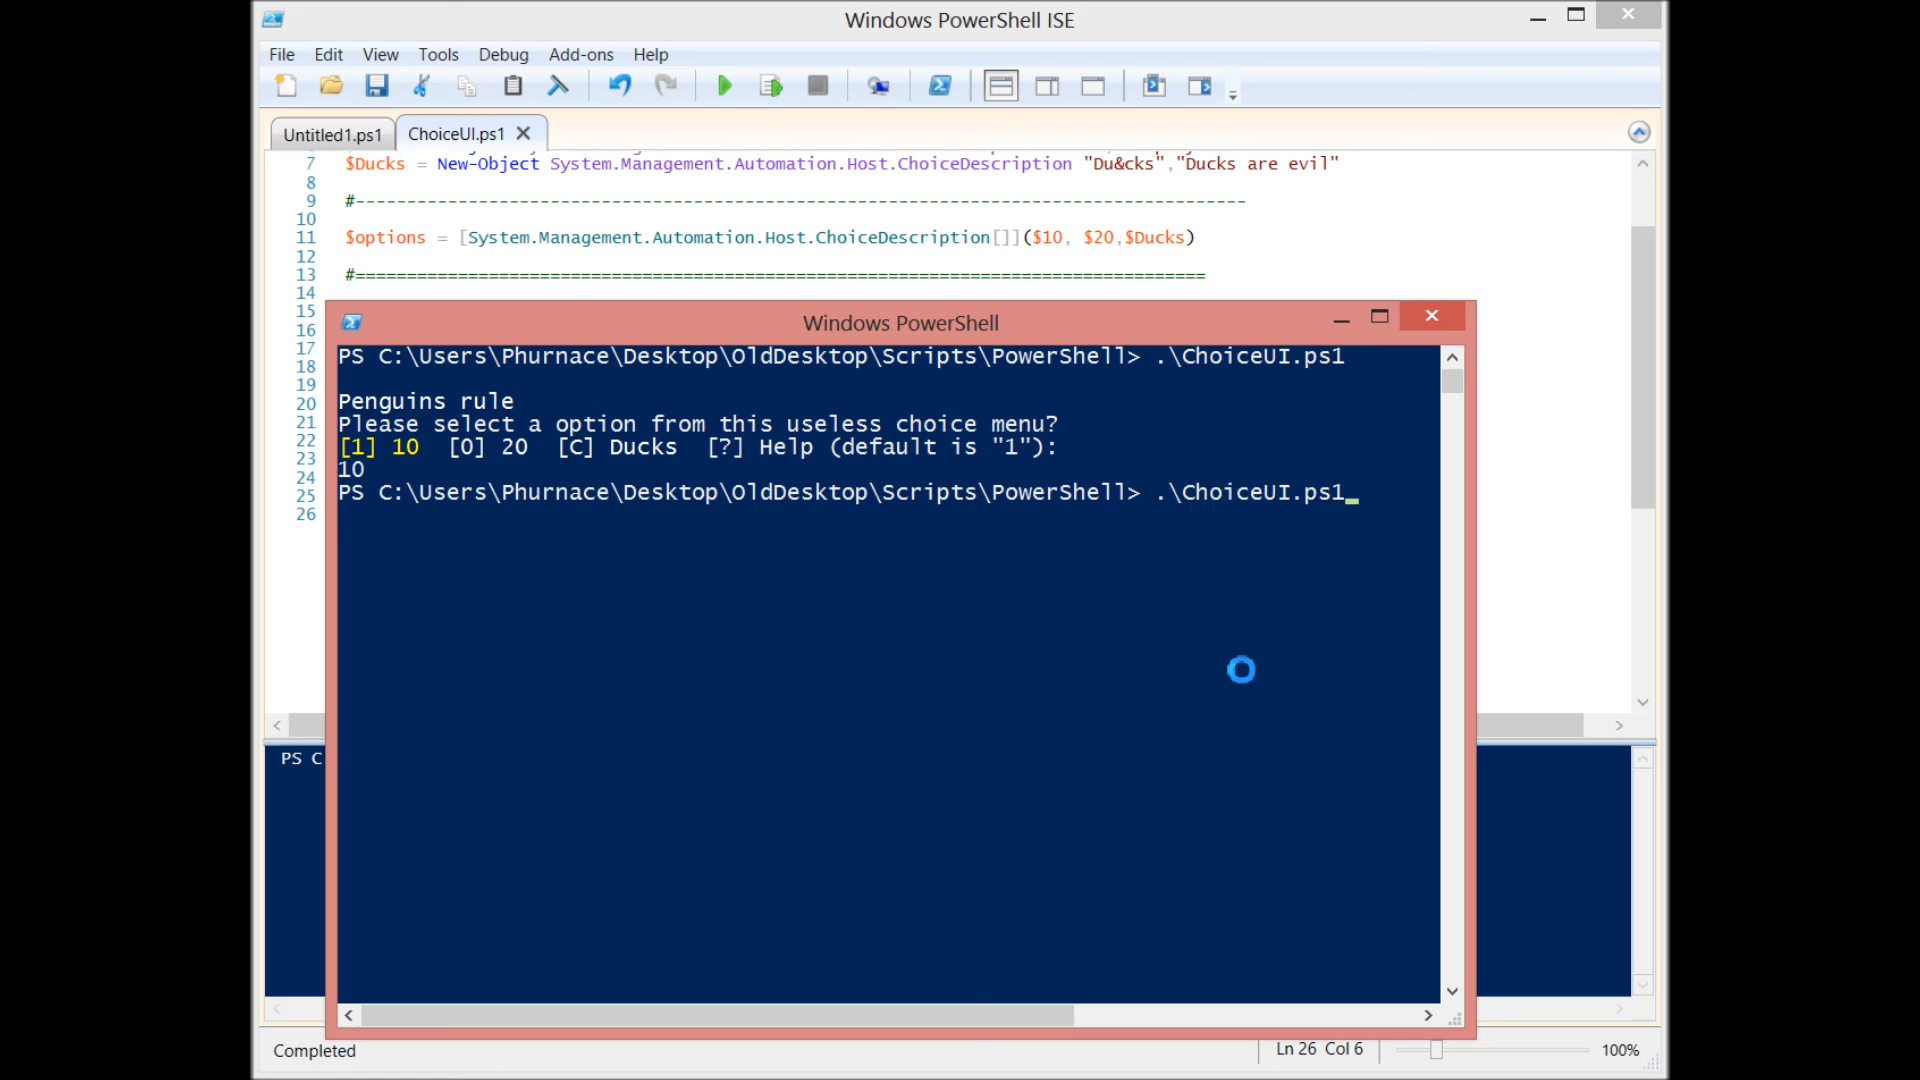 Windows PowerShell ISE
File Edit View Tools Debug Add-ons Help
Untitled1.ps1 ChoiceUI.ps1
7 $Ducks = New-Object System.Management.Automation.Host.ChoiceDescription "Du&cks","Ducks are evil"
8
9 #---------------------------------------------------------------------------------------
10
11 $options = [System.Management.Automation.Host.ChoiceDescription[]]($10, $20,$Ducks)
12
13 #===================================================================================
14
15
16
17
18
19
20
21
22
23
24
25
26
Windows PowerShell
PS C:\Users\Phurnace\Desktop\OldDesktop\Scripts\PowerShell> .\ChoiceUI.ps1
Penguins rule
Please select a option from this useless choice menu?
[1] 10 [0] 20 [C] Ducks [?] Help (default is "1"):
10
PS C:\Users\Phurnace\Desktop\OldDesktop\Scripts\PowerShell> .\ChoiceUI.ps1
PS C
Completed
Ln 26 Col 6
100%